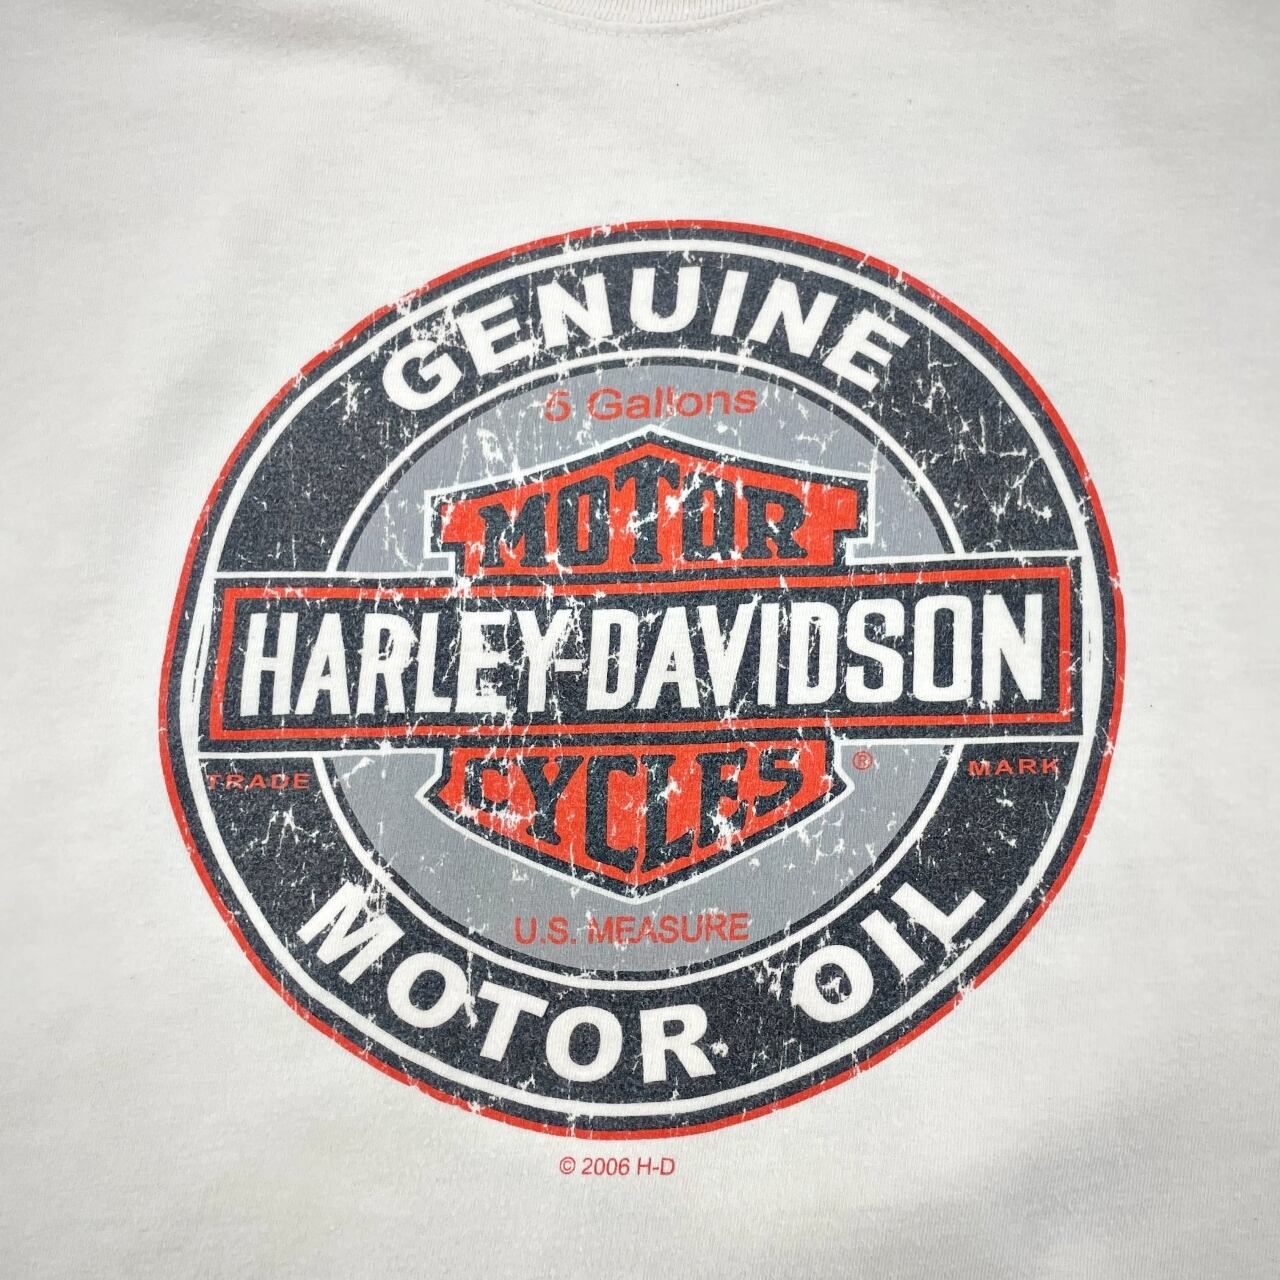 GENUINE
5 Gallons
MOTOR
HARLEY-DAVIDSON
CYCLES ®
TRADE MARK
U.S. MEASURE
MOTOR OIL
© 2006 H-D